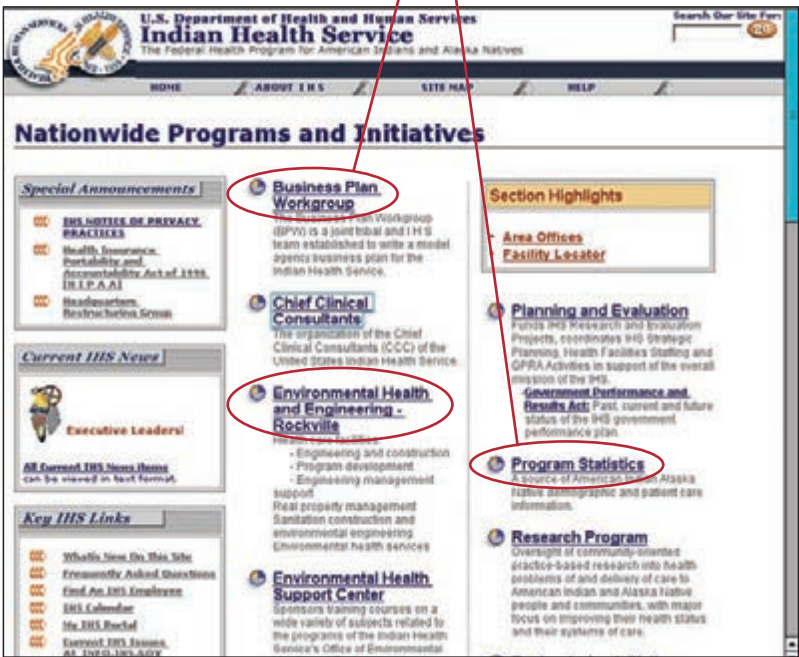 U.S. Department of Health and Human Services
Indian Health Service
The Federal Health Program for American Indians and Alaska Natives
Search Our Site For:
GO
HOME
ABOUT IHS
SITE MAP
HELP
Nationwide Programs and Initiatives
Special Announcements
IHS NOTICE OF PRIVACY
PRACTICES
Health Insurance
Portability and
Accountability Act of 1996
[H I P A A]
Headquarters
Restructuring Group
Current IHS News
Executive Leaders!
All Current IHS News items
can be viewed in text format.
Key IHS Links
What's New On This Site
Frequently Asked Questions
Find An IHS Employee
IHS Calendar
My IHS Portal
Current IHS Issues
At INFO.IHS.GOV
Business Plan
Workgroup
The Business Plan Workgroup
(BPW) is a joint tribal and I H S
team established to write a model
agency business plan for the
Indian Health Service.
Chief Clinical
Consultants
The organization of the Chief
Clinical Consultants (CCC) of the
United States Indian Health Service
Environmental Health
and Engineering -
Rockville
Health care facilities:
- Engineering and construction
- Program development
- Engineering management
support
Real property management
Sanitation construction and
environmental engineering
Environmental health services
Environmental Health
Support Center
Sponsors training courses on a
wide variety of subjects related to
the programs of the Indian Health
Service's Office of Environmental
Section Highlights
Area Offices
Facility Locator
Planning and Evaluation
Funds IHS Research and Evaluation
Projects, coordinates IHS Strategic
Planning, Health Facilities Staffing and
GPRA Activities in support of the overall
mission of the IHS.
-Government Performance and
Results Act: Past, current and future
status of the IHS government
performance plan.
Program Statistics
A source of American Indian Alaska
Native demographic and patient care
information.
Research Program
Oversight of community-oriented
practice-based research into health
problems of and delivery of care to
American Indian and Alaska Native
people and communities, with major
focus on improving their health status
and their systems of care.